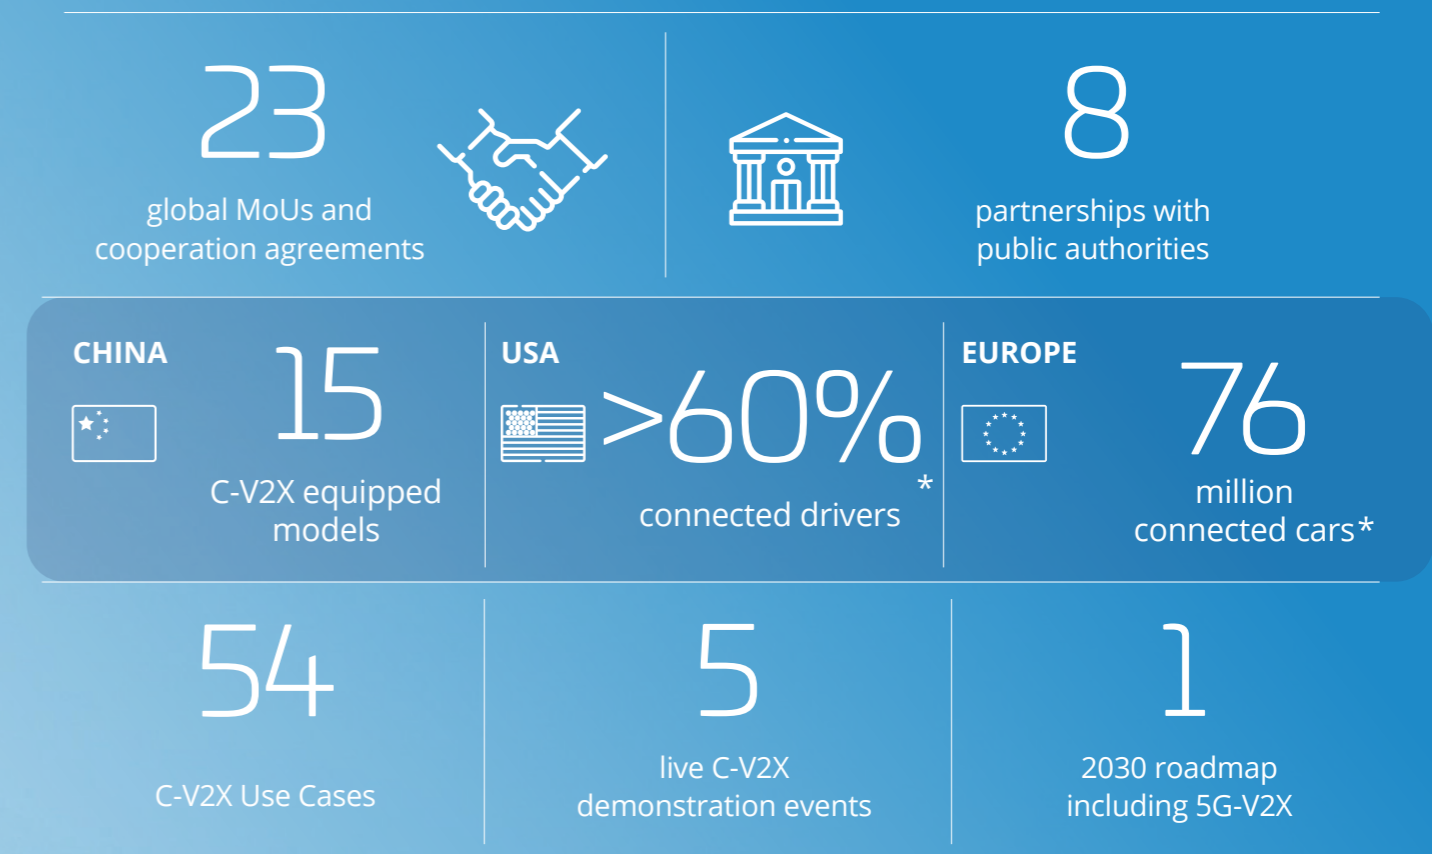 23
global MoUs and
cooperation agreements
8
partnerships with
public authorities
CHINA
15
C-V2X equipped
models
USA
>60%
*
connected drivers
EUROPE
76
million
connected cars*
54
C-V2X Use Cases
5
live C-V2X
demonstration events
1
2030 roadmap
including 5G-V2X